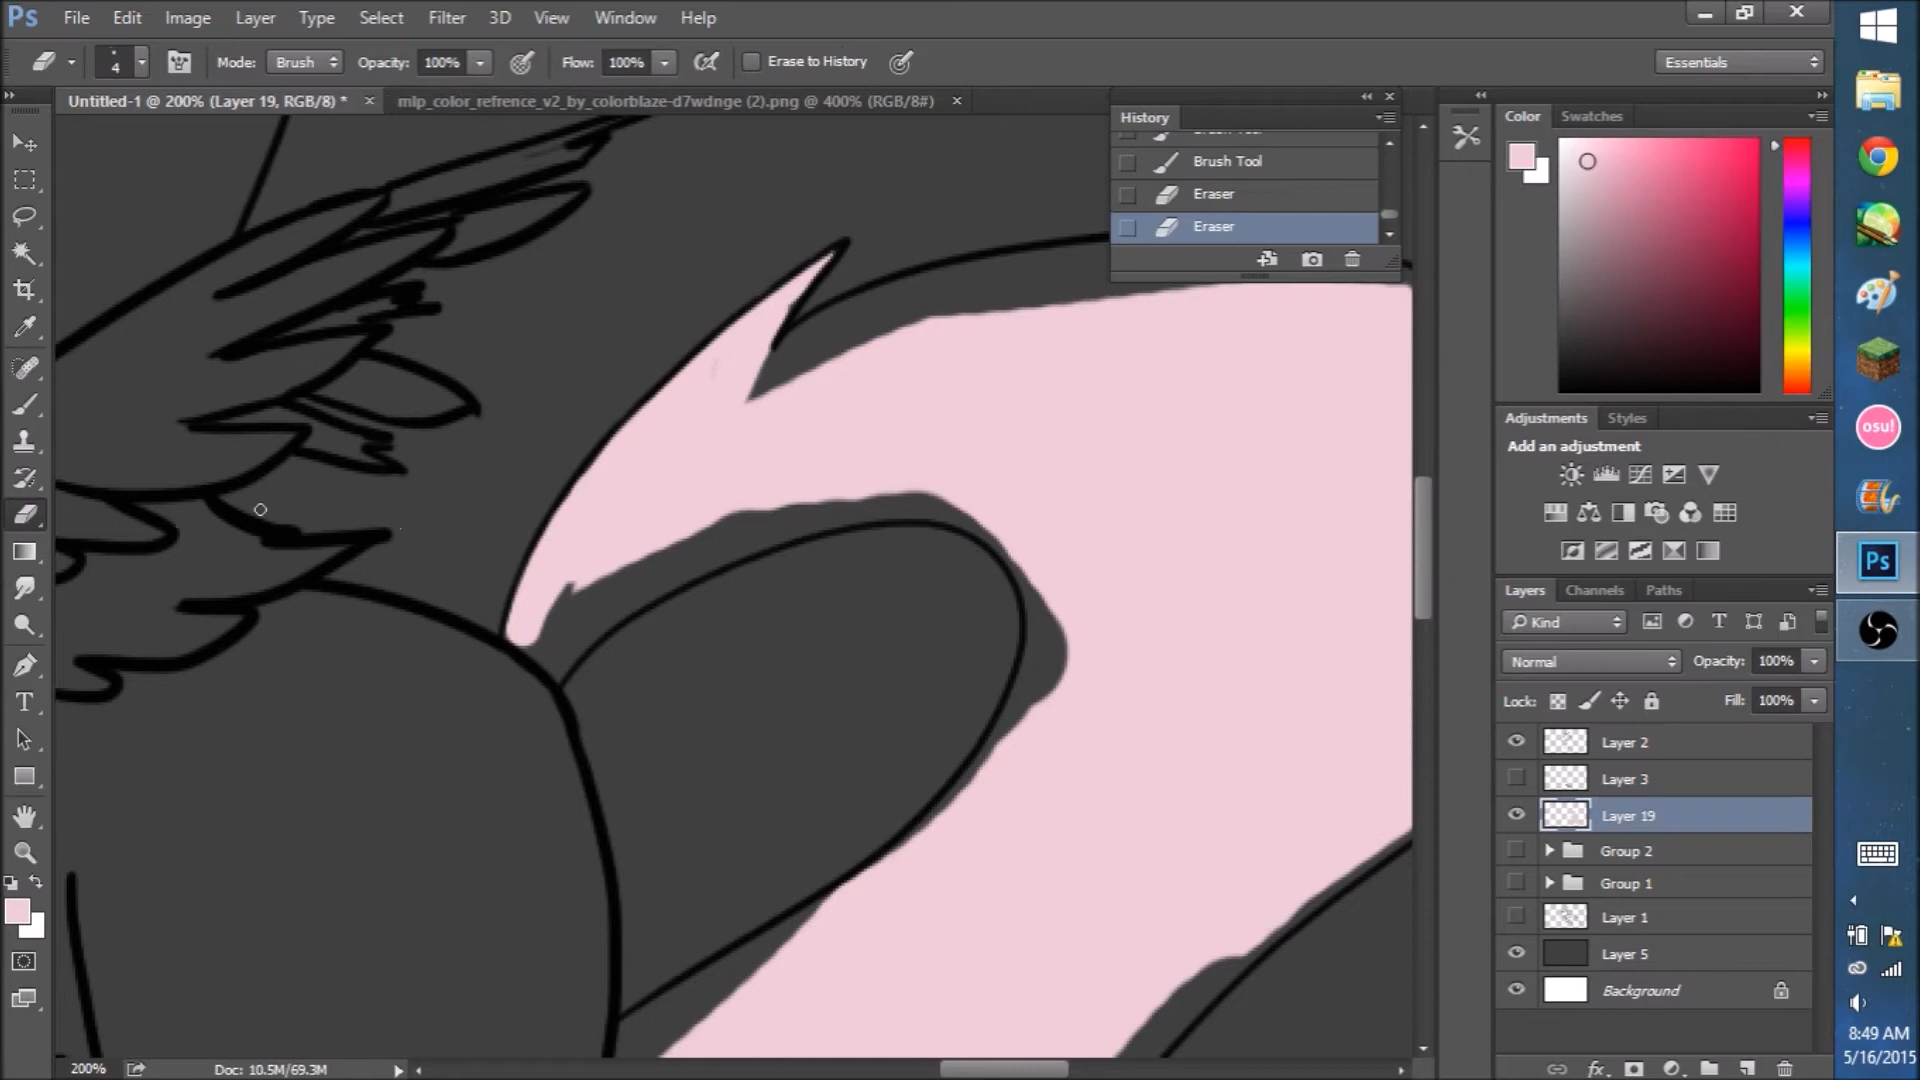 Ps File Edit Image Layer Type Select Filter 3D View Window Help
4 Mode: Brush Opacity: 100% Flow: 100% Erase to History Essentials
Untitled-1 @ 200% (Layer 19, RGB/8) * mlp_color_refrence_v2_by_colorblaze-d7wdnge (2).png @ 400% (RGB/8#)
History
Brush Tool
Brush Tool
Eraser
Eraser
Color Swatches
Adjustments Styles
Add an adjustment
Layers Channels Paths
Kind
Normal Opacity: 100%
Lock: Fill: 100%
Layer 2
Layer 3
Layer 19
Group 2
Group 1
Layer 1
Layer 5
Background
200% Doc: 10.5M/69.3M
osu!
Ps
8:49 AM
5/16/2015